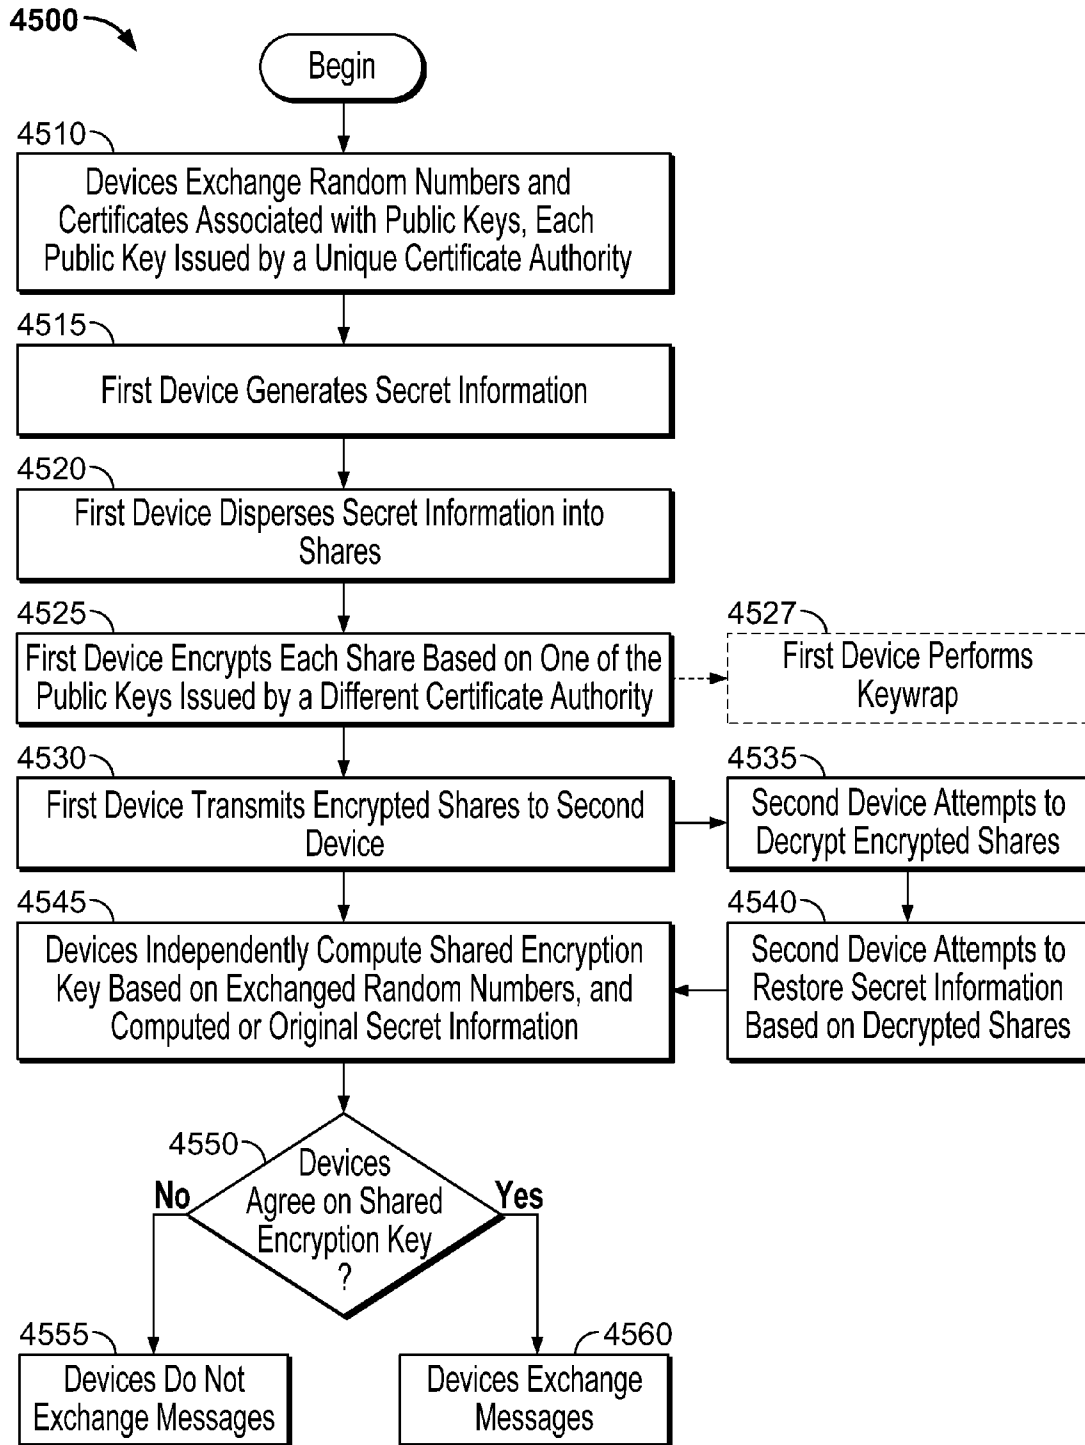 4500
Begin
4510
Devices Exchange Random Numbers and
Certificates Associated with Public Keys, Each
Public Key Issued by a Unique Certificate Authority
4515
First Device Generates Secret Information
4520
First Device Disperses Secret Information into
Shares
4525
First Device Encrypts Each Share Based on One of the
Public Keys Issued by a Different Certificate Authority
4527
First Device Performs
Keywrap
4530
First Device Transmits Encrypted Shares to Second
Device
4535
Second Device Attempts to
Decrypt Encrypted Shares
4545
Devices Independently Compute Shared Encryption
Key Based on Exchanged Random Numbers, and
Computed or Original Secret Information
4540
Second Device Attempts to
Restore Secret Information
Based on Decrypted Shares
4550
Devices
Agree on Shared
Encryption Key
?
No
Yes
4555
Devices Do Not
Exchange Messages
4560
Devices Exchange
Messages